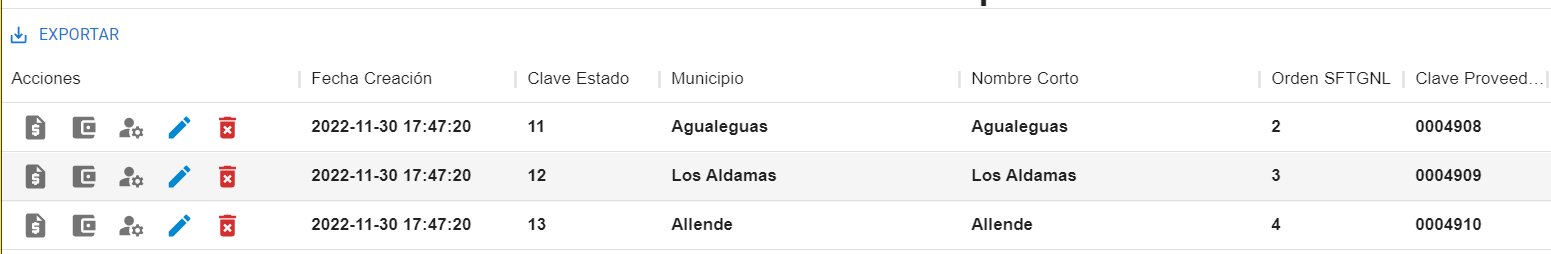 EXPORTAR
Acciones Fecha Creación Clave Estado Municipio Nombre Corto Orden SFTGNL Clave Proveed...
2022-11-30 17:47:20 11 Agualeguas Agualeguas 2 0004908
2022-11-30 17:47:20 12 Los Aldamas Los Aldamas 3 0004909
2022-11-30 17:47:20 13 Allende Allende 4 0004910